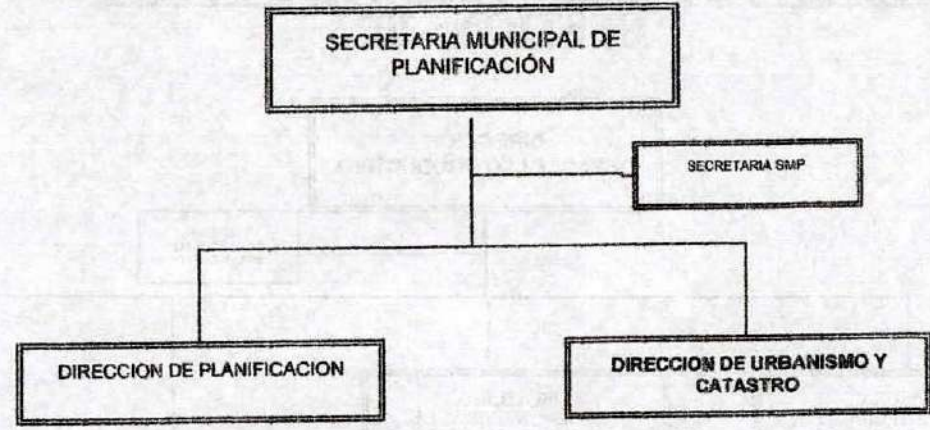 SECRETARIA MUNICIPAL DE
PLANIFICACIÓN
SECRETARIA SMP
DIRECCION DE PLANIFICACION
DIRECCION DE URBANISMO Y
CATASTRO